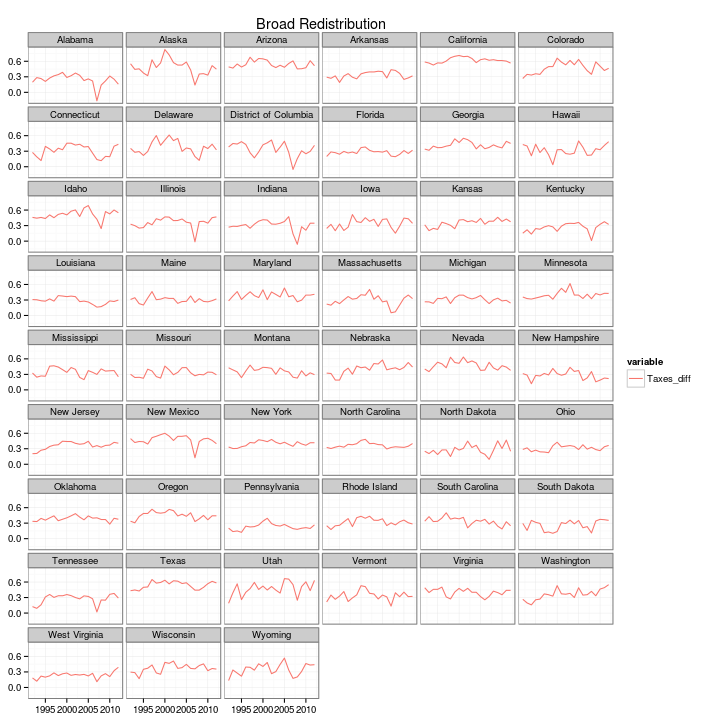 Broad Redistribution
Alabama Alaska Arizona Arkansas California Colorado
0.6
0.3
0.0
Connecticut Delaware District of Columbia Florida Georgia Hawaii
0.6
0.3
0.0
Idaho Illinois Indiana Iowa Kansas Kentucky
0.6
0.3
0.0
Louisiana Maine Maryland Massachusetts Michigan Minnesota
0.6
0.3
0.0
Mississippi Missouri Montana Nebraska Nevada New Hampshire
0.6
0.3
0.0
variable
Taxes_diff
New Jersey New Mexico New York North Carolina North Dakota Ohio
0.6
0.3
0.0
Oklahoma Oregon Pennsylvania Rhode Island South Carolina South Dakota
0.6
0.3
0.0
Tennessee Texas Utah Vermont Virginia Washington
0.6
0.3
0.0
West Virginia Wisconsin Wyoming
0.6
0.3
0.0
1995 2000 2005 2010 1995 2000 2005 2010 1995 2000 2005 2010